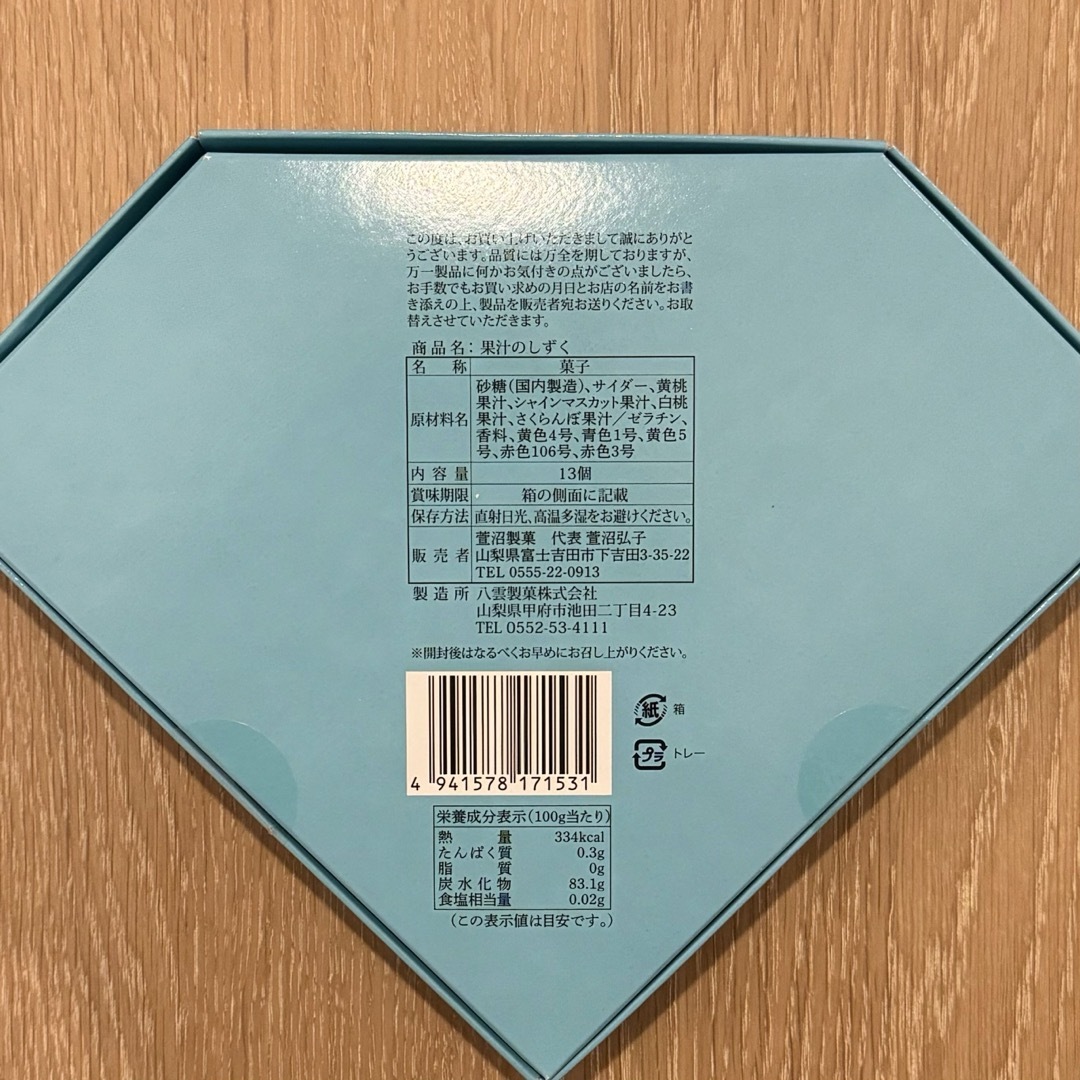 この度は、お買い上げいただきまして誠にありがと
うございます。品質には万全を期しておりますが、
万一製品に何かお気付きの点がございましたら、
お手数でもお買い求めの月日とお店の名前をお書
き添えの上、製品を販売者宛お送りください。お取
替えさせていただきます。
商品名：果汁のしずく
名称 菓子
原材料名 砂糖（国内製造）、サイダー、黄桃
果汁、シャインマスカット果汁、白桃
果汁、さくらんぼ果汁／ゼラチン、
香料、黄色4号、青色1号、黄色5
号、赤色106号、赤色3号
内容量 13個
賞味期限 箱の側面に記載
保存方法 直射日光、高温多湿をお避けください。
販売者 萱沼製菓 代表 萱沼弘子
山梨県富士吉田市下吉田3-35-22
TEL 0555-22-0913
製造所 八雲製菓株式会社
山梨県甲府市池田二丁目4-23
TEL 0552-53-4111
※開封後はなるべくお早めにお召し上がりください。
紙 箱
プラ トレー
4 941578 171531
栄養成分表示（100g当たり）
熱量 334kcal
たんぱく質 0.3g
脂質 0g
炭水化物 83.1g
食塩相当量 0.02g
（この表示値は目安です。）